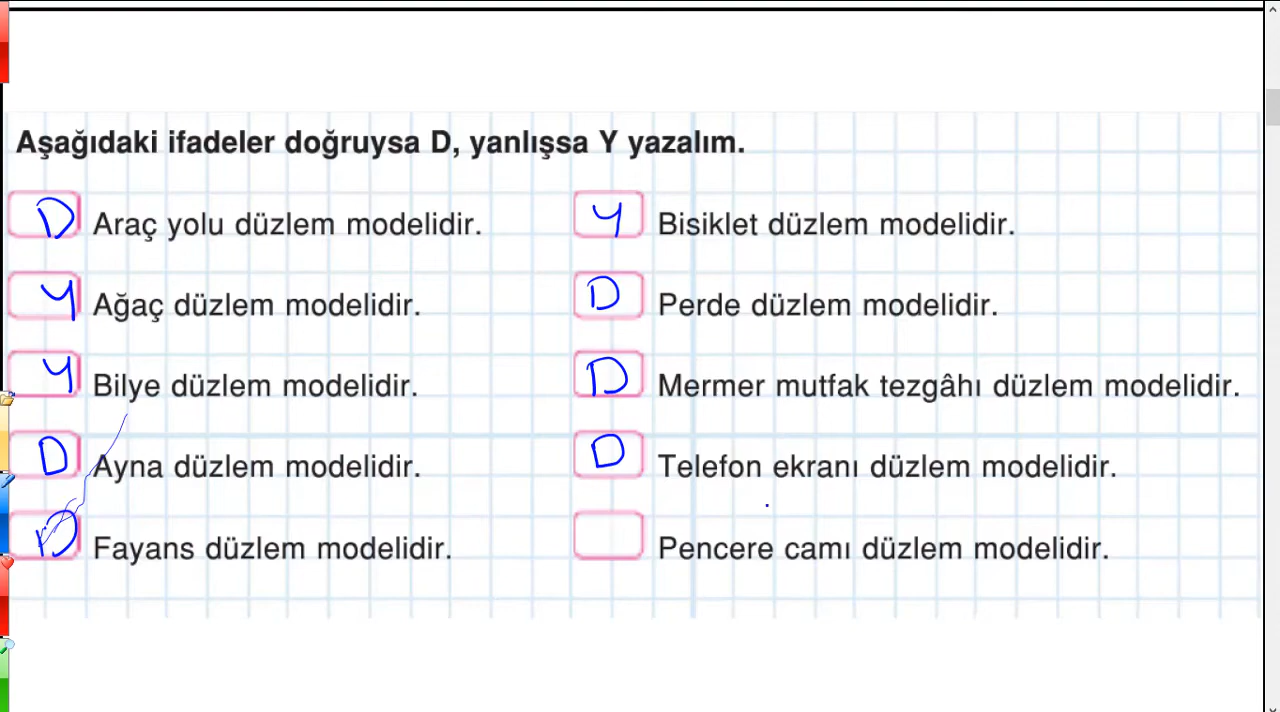 Aşağıdaki ifadeler doğruysa D, yanlışsa Y yazalım.
D Araç yolu düzlem modelidir.
Y Ağaç düzlem modelidir.
Y Bilye düzlem modelidir.
D Ayna düzlem modelidir.
D Fayans düzlem modelidir.
Y Bisiklet düzlem modelidir.
D Perde düzlem modelidir.
D Mermer mutfak tezgâhı düzlem modelidir.
D Telefon ekranı düzlem modelidir.
Pencere camı düzlem modelidir.